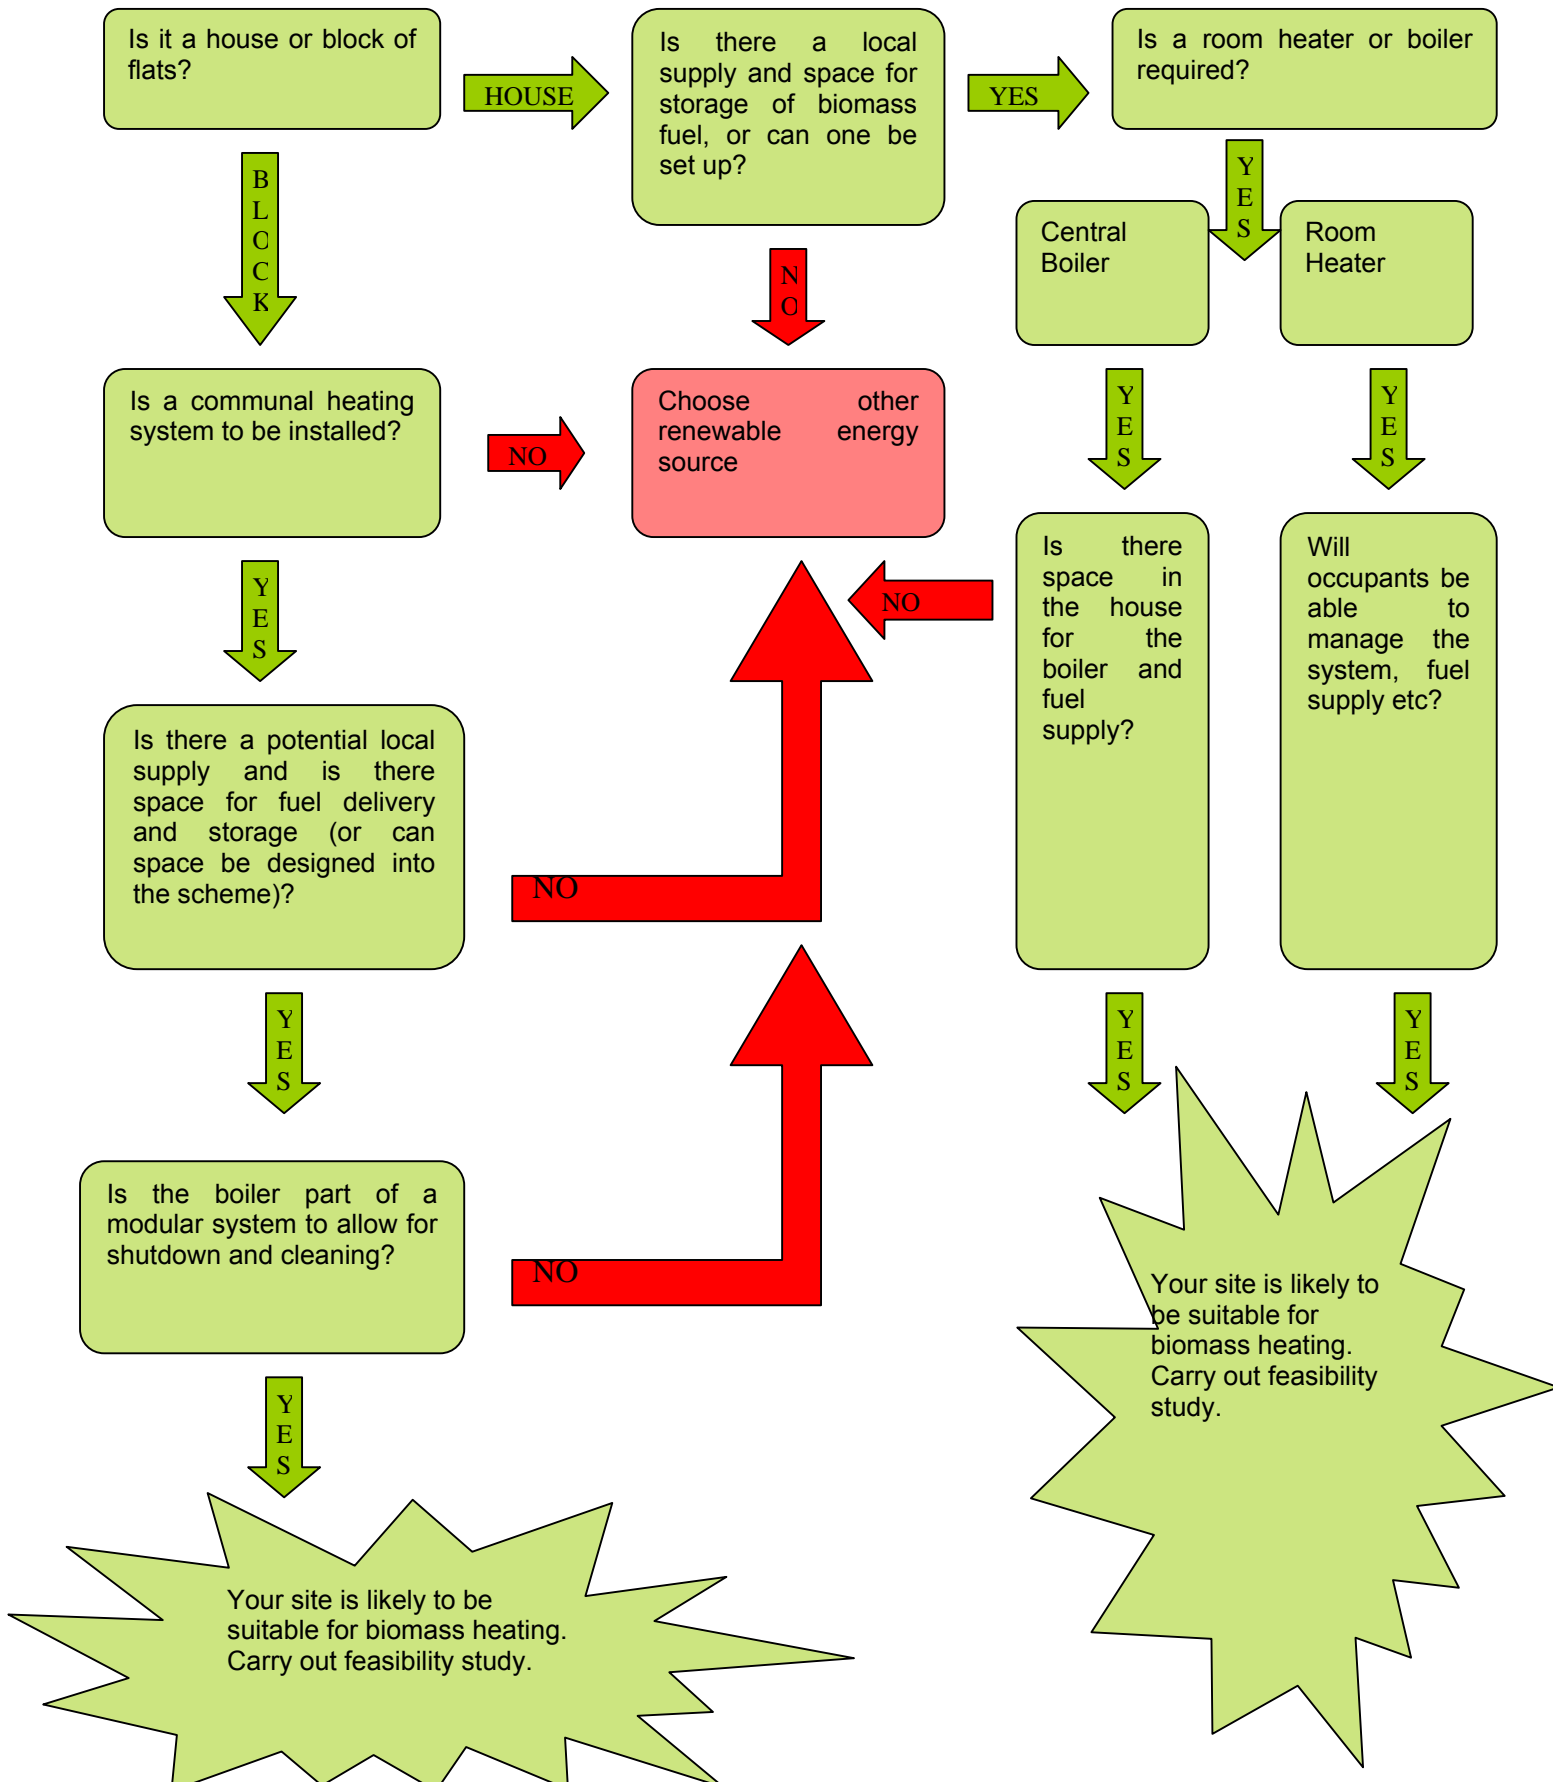 Is it a house or block of
flats?
HOUSE
Is there a local
supply and space for
storage of biomass
fuel, or can one be
set up?
YES
Is a room heater or boiler
required?
BLOCK
NO
YES
Central
Boiler
Room
Heater
Is a communal heating
system to be installed?
NO
Choose other
renewable energy
source
YES
YES
YES
NO
Is there
space in
the house
for the
boiler and
fuel
supply?
Will
occupants be
able to
manage the
system, fuel
supply etc?
Is there a potential local
supply and is there
space for fuel delivery
and storage (or can
space be designed into
the scheme)?
NO
YES
YES
YES
Is the boiler part of a
modular system to allow for
shutdown and cleaning?
NO
YES
Your site is likely to
be suitable for
biomass heating.
Carry out feasibility
study.
Your site is likely to be
suitable for biomass heating.
Carry out feasibility study.